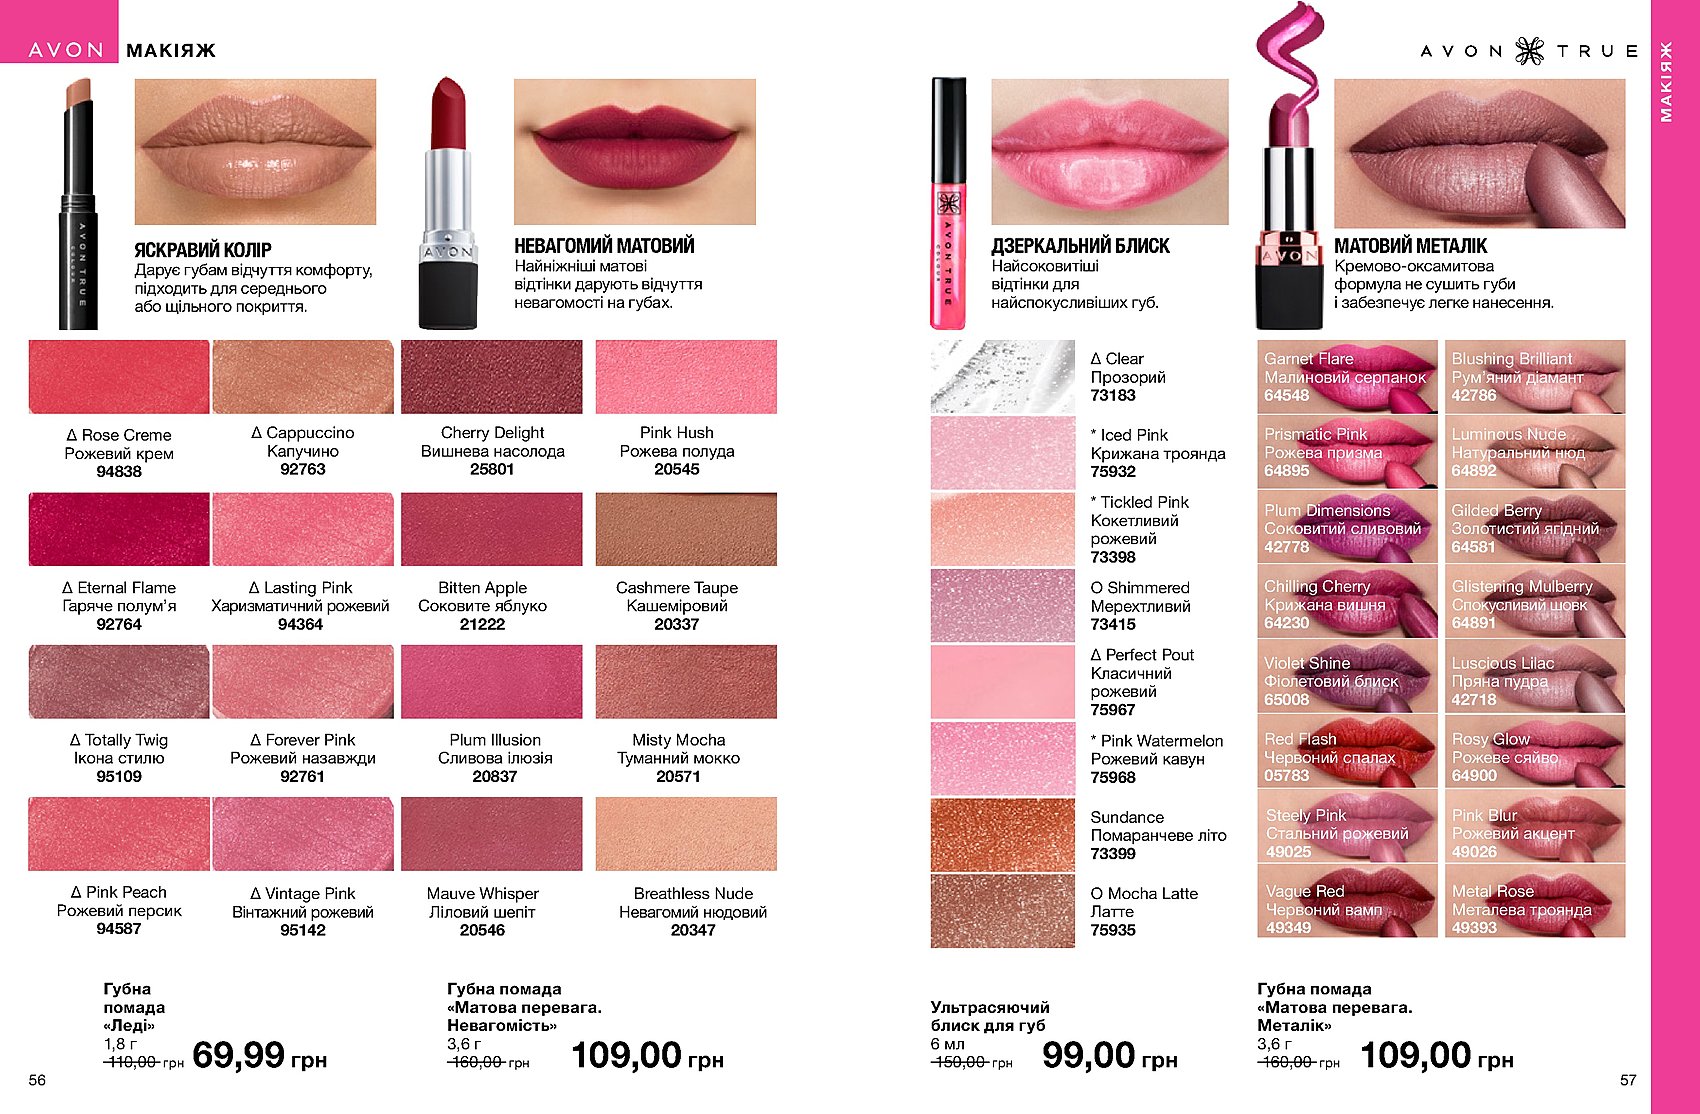 AVON МАКІЯЖ
AVON TRUE
МАКІЯЖ
AVON TRUE
COLOUR
ЯСКРАВИЙ КОЛІР
Дарує губам відчуття комфорту,
підходить для середнього
або щільного покриття.
AVON
НЕВАГОМИЙ МАТОВИЙ
Найніжніші матові
відтінки дарують відчуття
невагомості на губах.
AVON TRUE
COLOUR
ДЗЕРКАЛЬНИЙ БЛИСК
Найсоковитіші
відтінки для
найспокусливіших губ.
AVON
МАТОВИЙ МЕТАЛІК
Кремово-оксамитова
формула не сушить губи
і забезпечує легке нанесення.
Δ Rose Creme
Рожевий крем
94838
Δ Cappuccino
Капучино
92763
Cherry Delight
Вишнева насолода
25801
Pink Hush
Рожева полуда
20545
Δ Eternal Flame
Гаряче полум’я
92764
Δ Lasting Pink
Харизматичний рожевий
94364
Bitten Apple
Соковите яблуко
21222
Cashmere Taupe
Кашеміровий
20337
Δ Totally Twig
Ікона стилю
95109
Δ Forever Pink
Рожевий назавжди
92761
Plum Illusion
Сливова ілюзія
20837
Misty Mocha
Туманний мокко
20571
Δ Pink Peach
Рожевий персик
94587
Δ Vintage Pink
Вінтажний рожевий
95142
Mauve Whisper
Ліловий шепіт
20546
Breathless Nude
Невагомий нюдовий
20347
Губна
помада
«Леді»
1,8 г
110,00 грн 69,99 грн
Губна помада
«Матова перевага.
Невагомість»
3,6 г
160,00 грн 109,00 грн
56
Δ Clear
Прозорий
73183
* Iced Pink
Крижана троянда
75932
* Tickled Pink
Кокетливий
рожевий
73398
O Shimmered
Мерехтливий
73415
Δ Perfect Pout
Класичний
рожевий
75967
* Pink Watermelon
Рожевий кавун
75968
Sundance
Помаранчеве літо
73399
O Mocha Latte
Латте
75935
Garnet Flare
Малиновий серпанок
64548
Blushing Brilliant
Рум’яний діамант
42786
Prismatic Pink
Рожева призма
64895
Luminous Nude
Натуральний нюд
64892
Plum Dimensions
Соковитий сливовий
42778
Gilded Berry
Золотистий ягідний
64581
Chilling Cherry
Крижана вишня
64230
Glistening Mulberry
Спокусливий шовк
64891
Violet Shine
Фіолетовий блиск
65008
Luscious Lilac
Пряна пудра
42718
Red Flash
Червоний спалах
05783
Rosy Glow
Рожеве сяйво
64900
Steely Pink
Стальний рожевий
49025
Pink Blur
Рожевий акцент
49026
Vague Red
Червоний вамп
49349
Metal Rose
Металева троянда
49393
Ультрасяючий
блиск для губ
6 мл
150,00 грн 99,00 грн
Губна помада
«Матова перевага.
Металік»
3,6 г
160,00 грн 109,00 грн
57